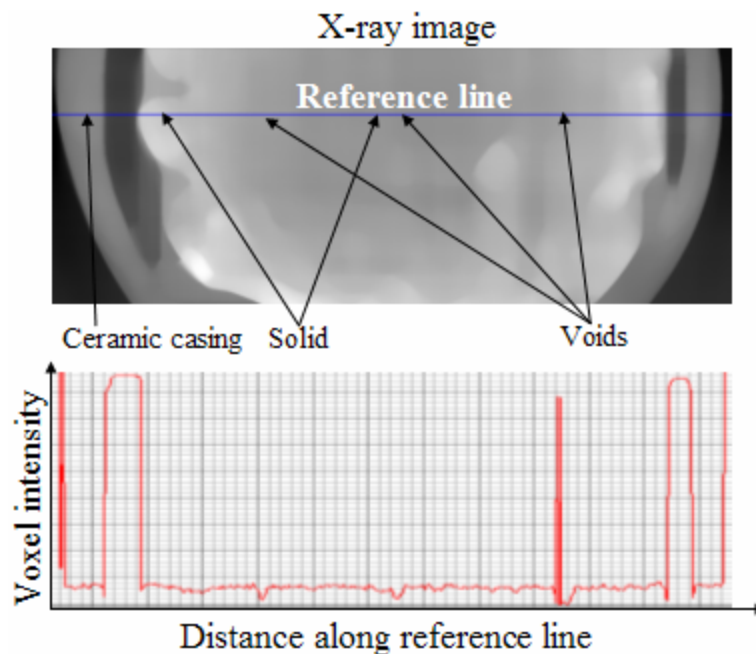 X-ray image
Reference line
Ceramic casing
Solid
Voids
Voxel intensity
Distance along reference line